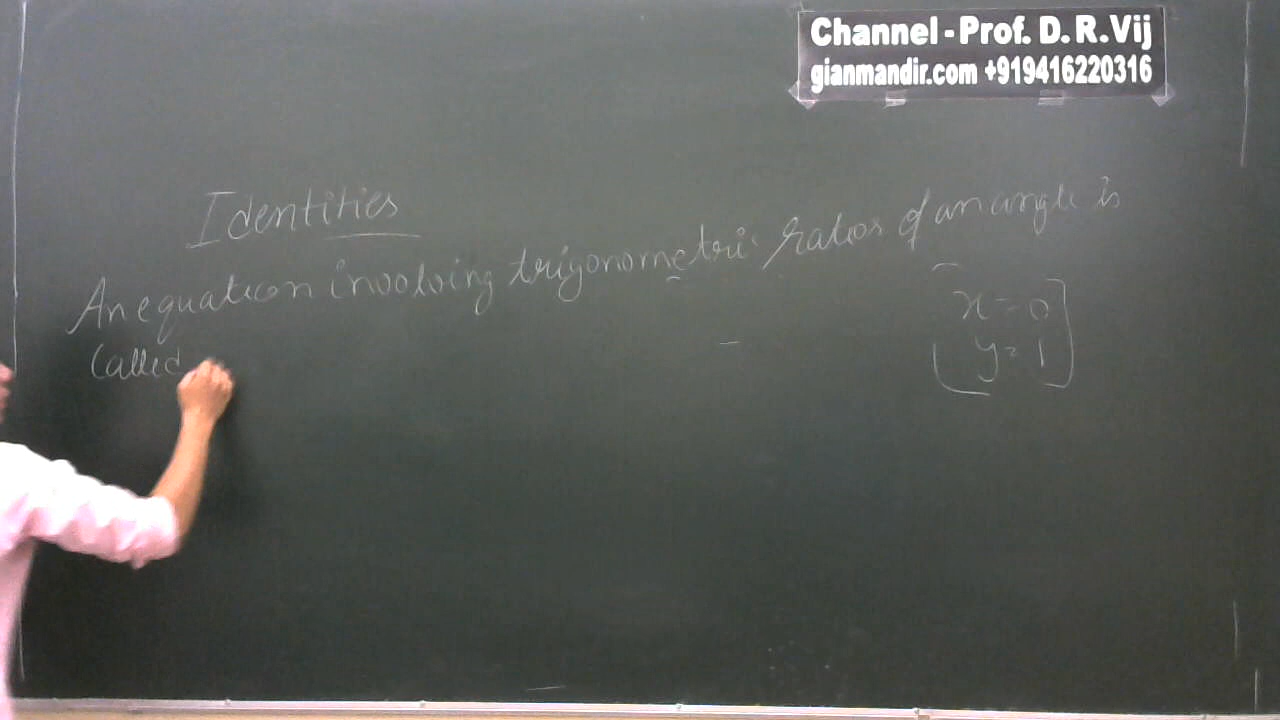 Channel - Prof. D. R. Vij
gianmandir.com +919416220316
Identities
An equation involving trigonometric ratios of an angle is
Called
x = 0
y = 1